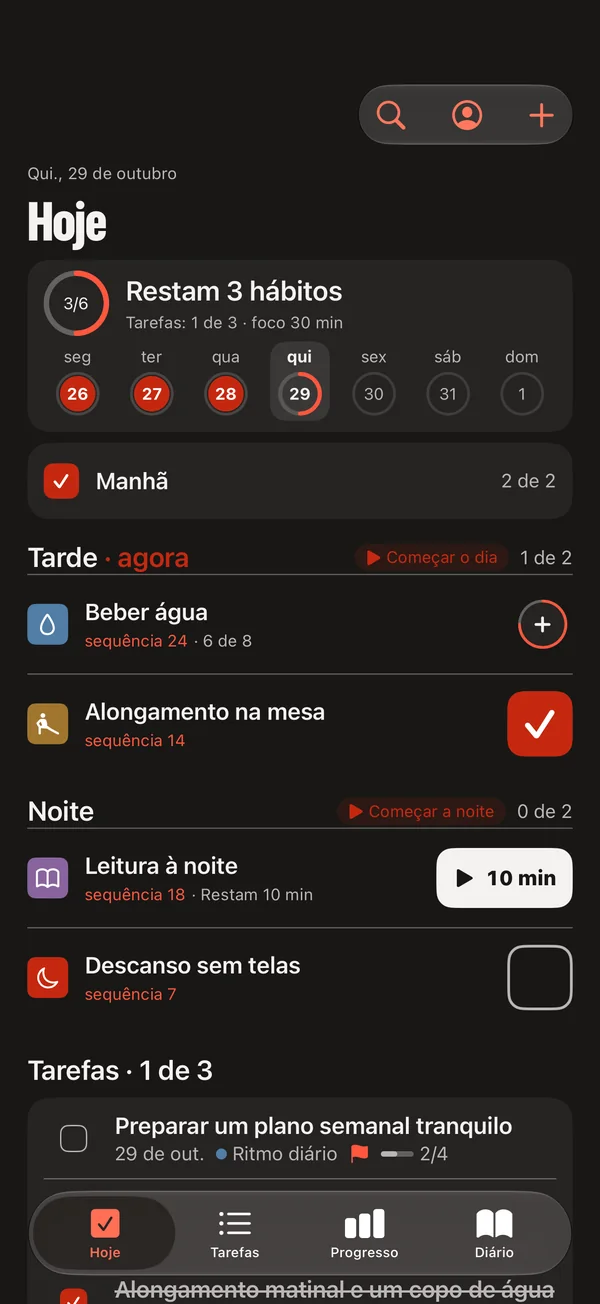 Qui., 29 de outubro
Hoje
3/6
Restam 3 hábitos
Tarefas: 1 de 3 · foco 30 min
seg ter qua qui sex sáb dom
26 27 28 29 30 31 1
Manhã 2 de 2
Tarde · agora Começar o dia 1 de 2
Beber água
sequência 24 · 6 de 8
Alongamento na mesa
sequência 14
Noite Começar a noite 0 de 2
Leitura à noite
sequência 18 · Restam 10 min
10 min
Descanso sem telas
sequência 7
Tarefas · 1 de 3
Preparar um plano semanal tranquilo
29 de out. Ritmo diário 2/4
Hoje Tarefas Progresso Diário
Alongamento matinal e um copo de água